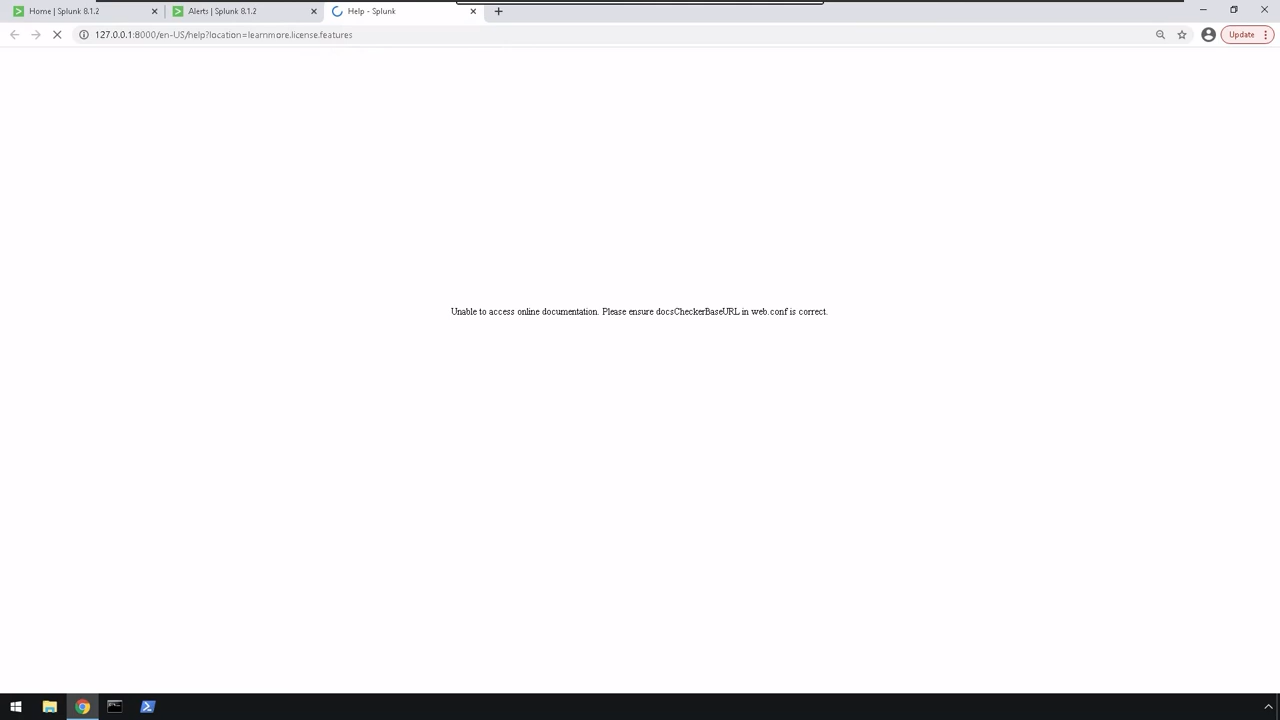 Home | Splunk 8.1.2
Alerts | Splunk 8.1.2
Help - Splunk
127.0.0.1:8000/en-US/help?location=learnmore.license.features
Update
Unable to access online documentation. Please ensure docsCheckerBaseURL in web.conf is correct.